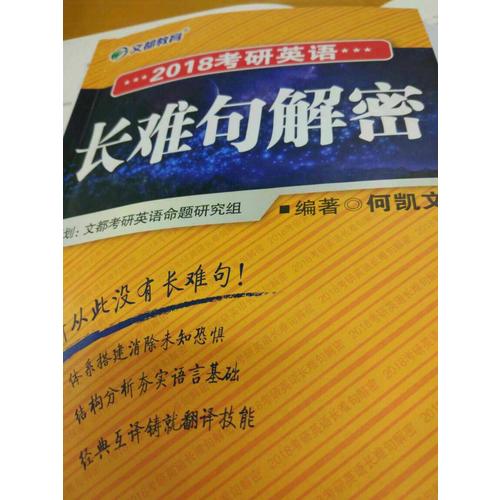 文都教育
***2018考研英语***
长难句解密
划：文都考研英语命题研究组
■编著◎何凯文
从此没有长难句！
体系搭建消除未知恐惧
结构分析夯实语言基础
经典互译铸就翻译技能